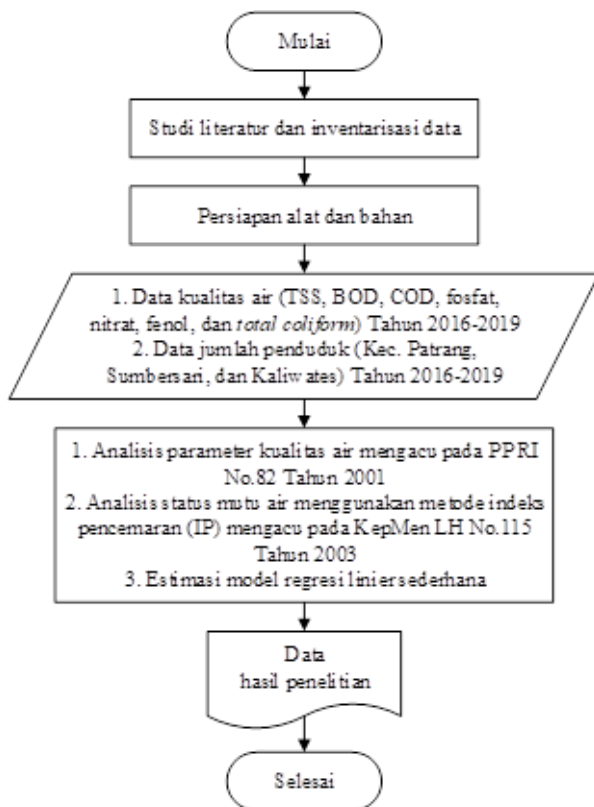 Mulai
Studi literatur dan inventarisasi data
Persiapan alat dan bahan
1. Data kualitas air (TSS, BOD, COD, fosfat,
nitrat, fenol, dan total coliform) Tahun 2016-2019
2. Data jumlah penduduk (Kec. Patrang,
Sumbersari, dan Kaliwates) Tahun 2016-2019
1. Analisis parameter kualitas air mengacu pada PPRI
No.82 Tahun 2001
2. Analisis status mutu air menggunakan metode indeks
pencemaran (IP) mengacu pada KepMen LH No.115
Tahun 2003
3. Estimasi model regresi linier sederhana
Data
hasil penelitian
Selesai